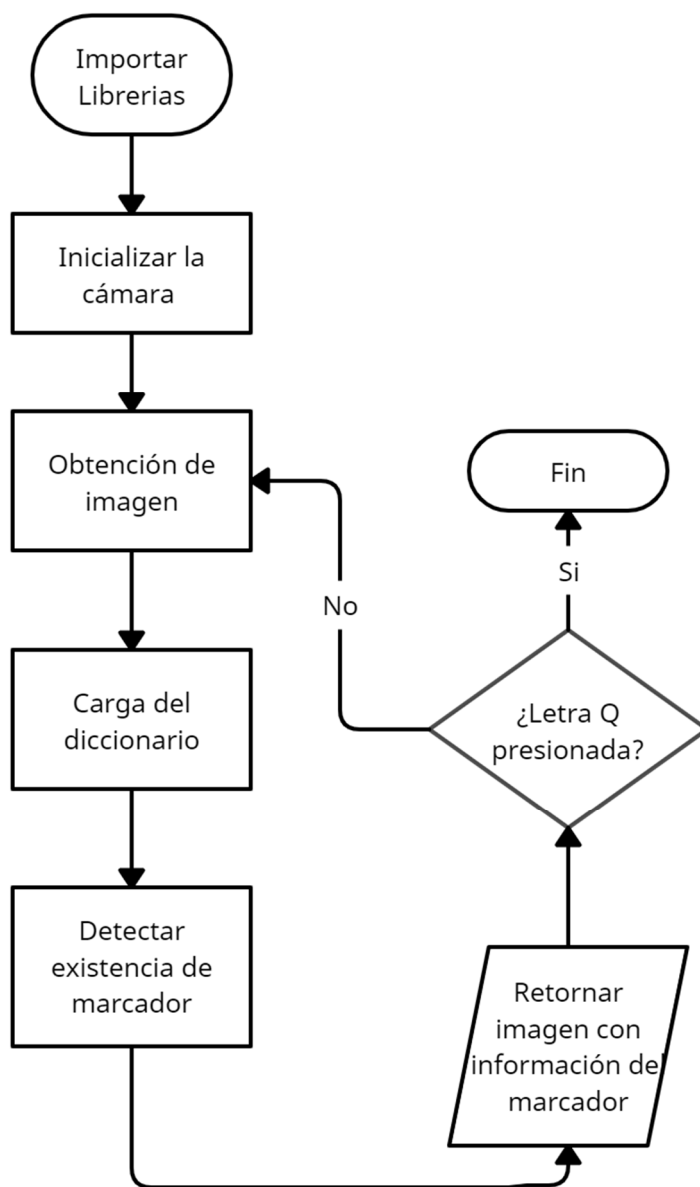 Importar
Librerias
Inicializar la
cámara
Obtención de
imagen
Carga del
diccionario
Detectar
existencia de
marcador
Retornar
imagen con
información del
marcador
¿Letra Q
presionada?
No
Si
Fin